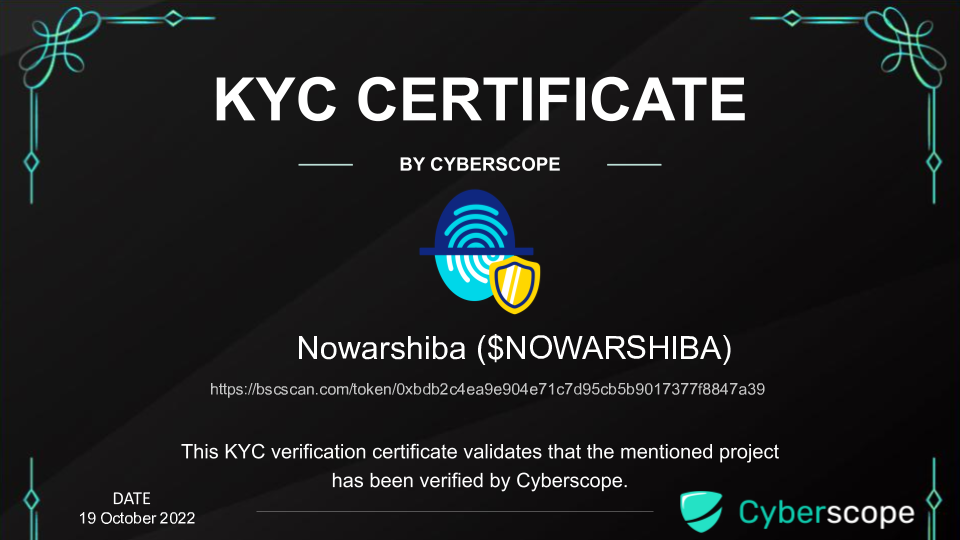 KYC CERTIFICATE
BY CYBERSCOPE
Nowarshiba ($NOWARSHIBA)
https://bscscan.com/token/0xbdb2c4ea9e904e71c7d95cb5b9017377f8847a39
This KYC verification certificate validates that the mentioned project
has been verified by Cyberscope.
DATE
19 October 2022
Cyberscope